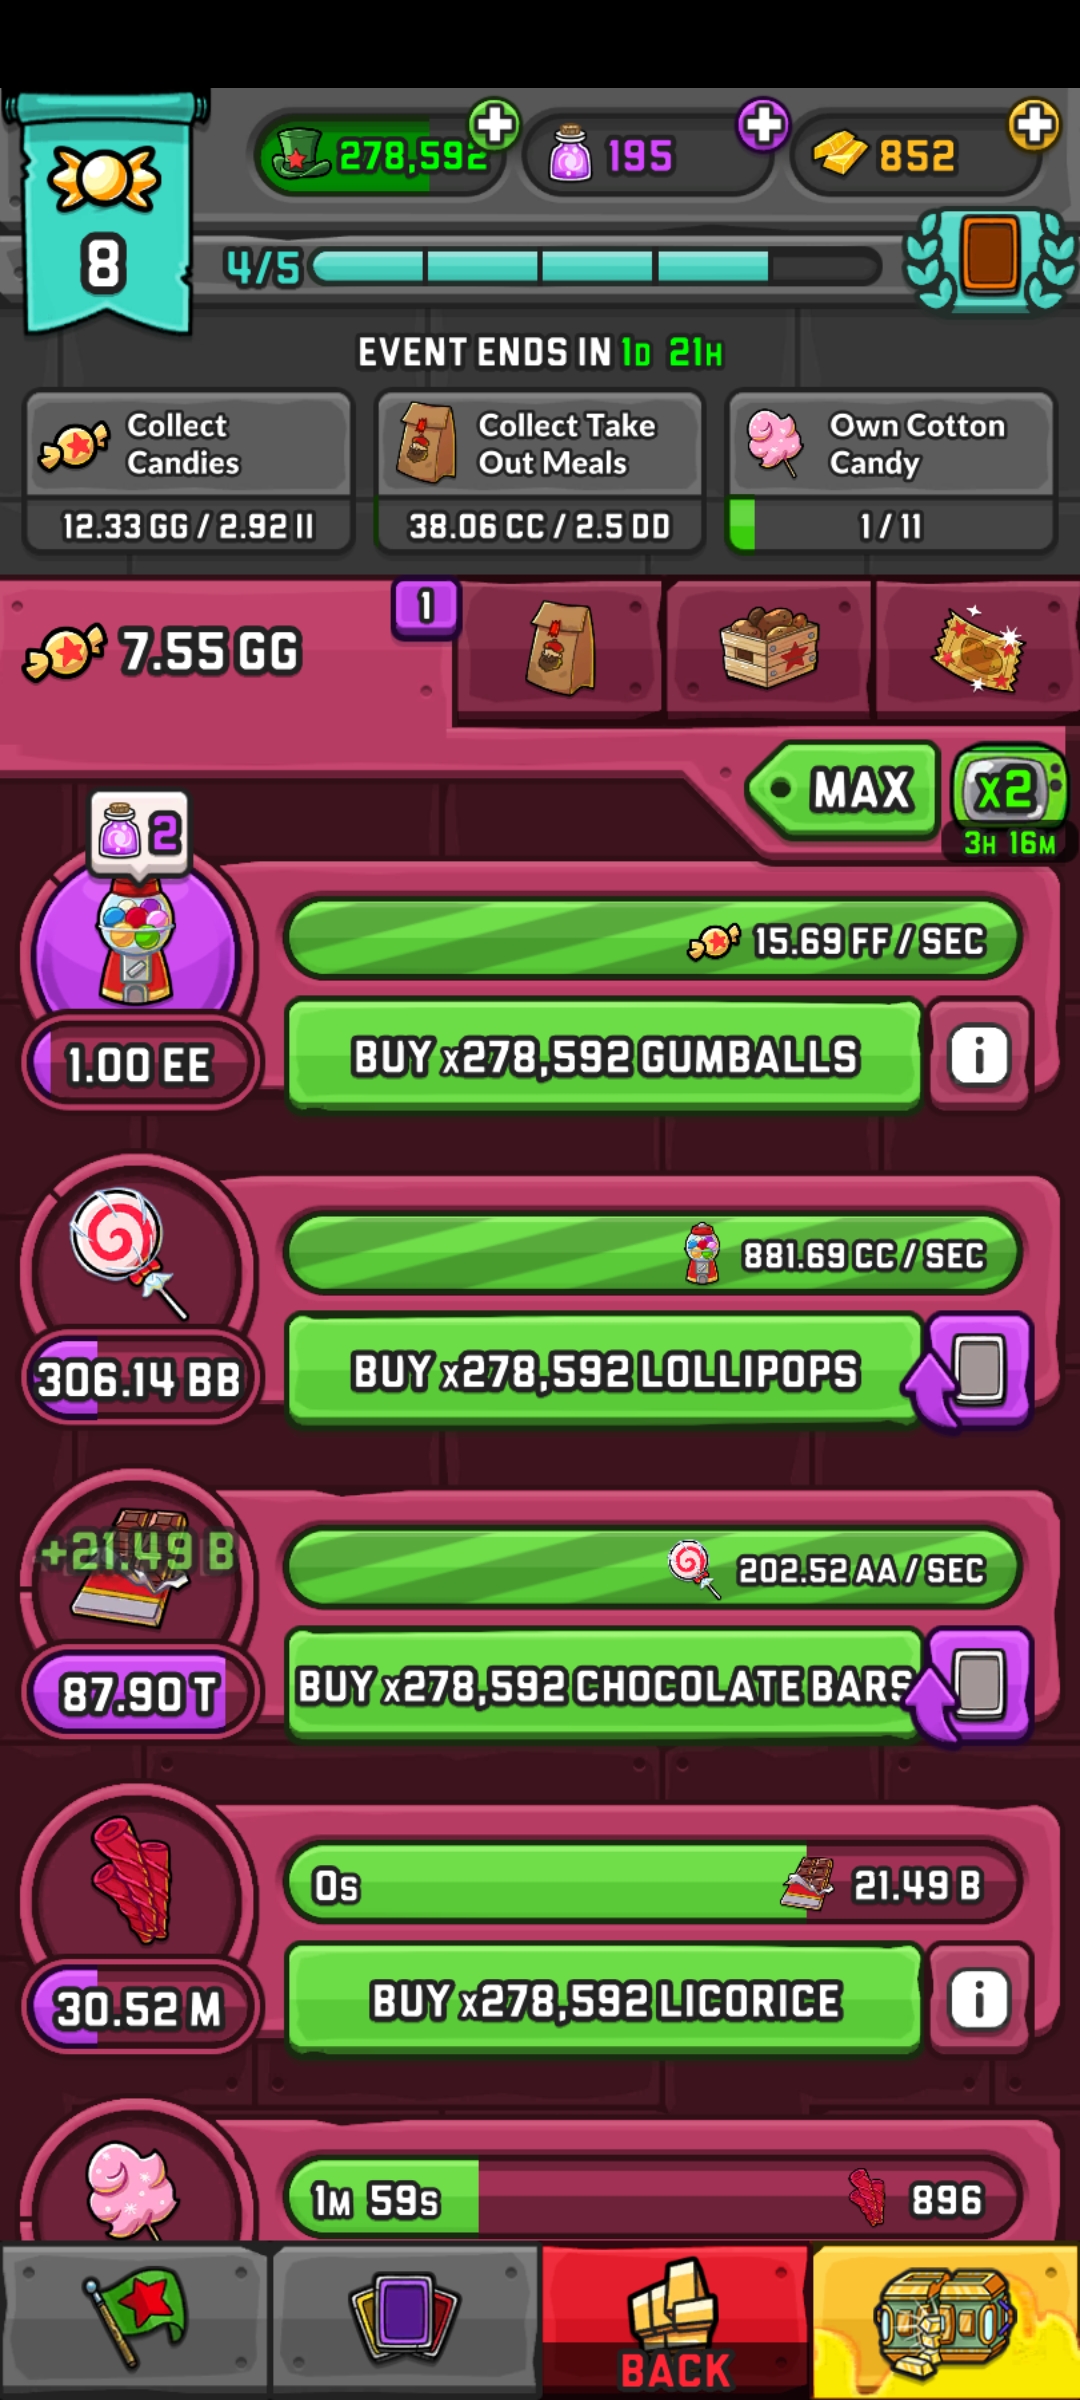 278,592
195
852
8
4/5
EVENT ENDS IN 1D 21H
Collect
Candies
12.33 GG / 2.92 II
Collect Take
Out Meals
38.06 CC / 2.5 DD
Own Cotton
Candy
1 / 11
7.55 GG
1
MAX
x2
3H 16M
2
15.69 FF / SEC
1.00 EE
BUY x278,592 GUMBALLS
i
881.69 CC / SEC
306.14 BB
BUY x278,592 LOLLIPOPS
+21.49 B
202.52 AA / SEC
87.90 T
BUY x278,592 CHOCOLATE BARS
0s
21.49 B
30.52 M
BUY x278,592 LICORICE
i
1M 59s
896
BACK